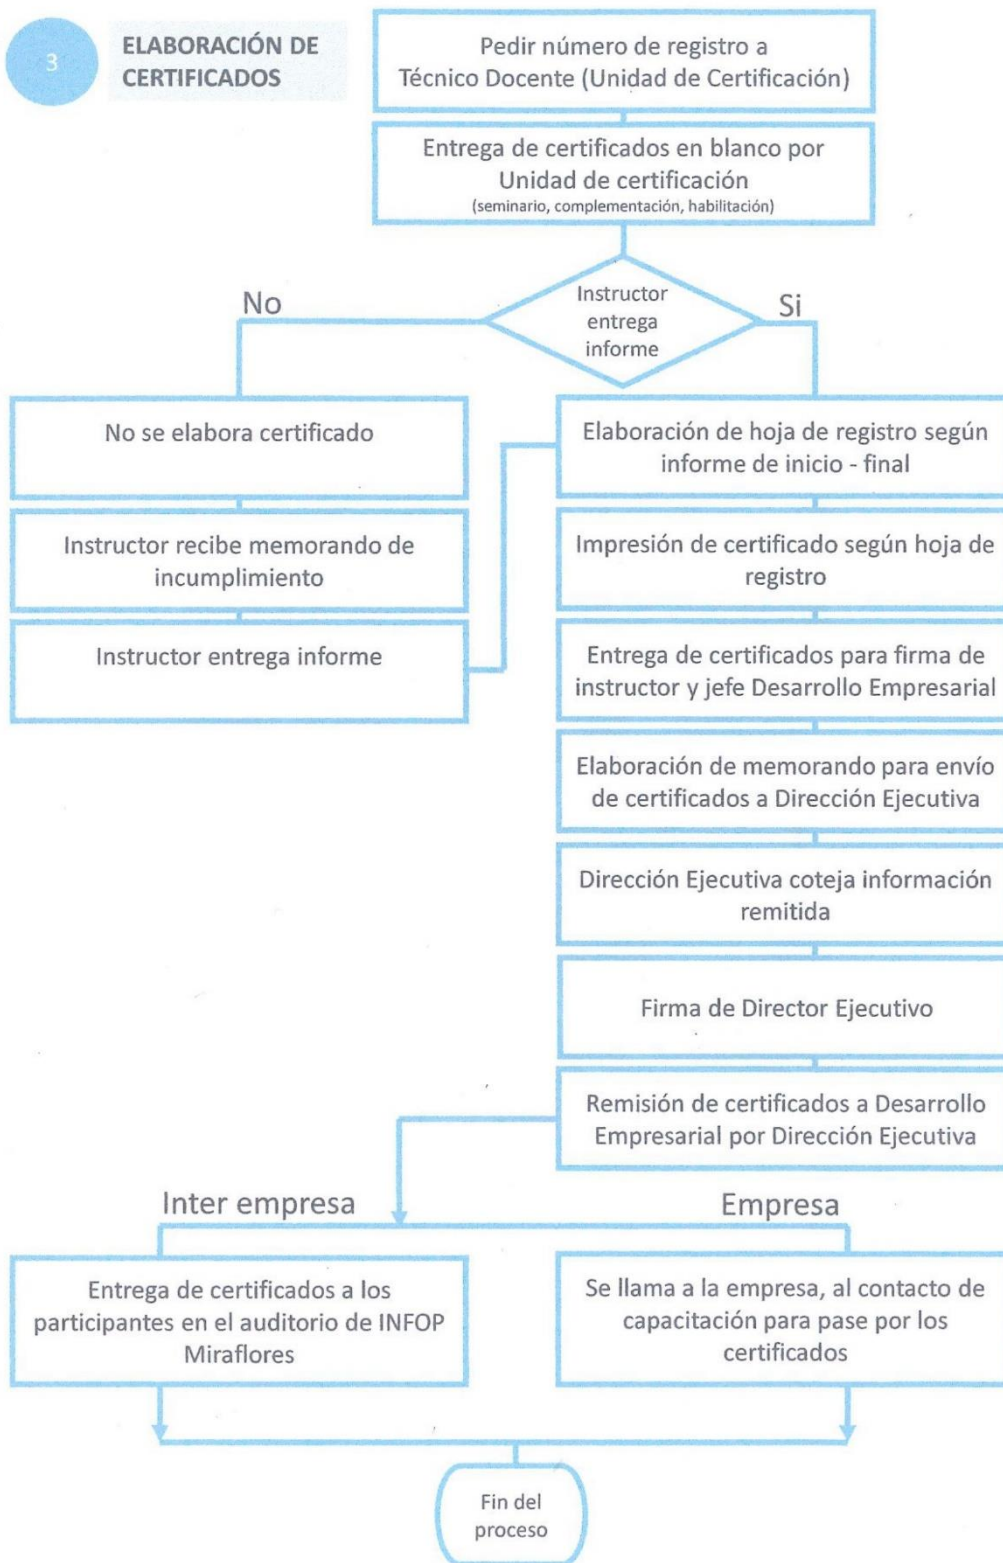 3
ELABORACIÓN DE
CERTIFICADOS
Pedir número de registro a
Técnico Docente (Unidad de Certificación)
Entrega de certificados en blanco por
Unidad de certificación
(seminario, complementación, habilitación)
Instructor
entrega
informe
No
Si
No se elabora certificado
Instructor recibe memorando de
incumplimiento
Instructor entrega informe
Elaboración de hoja de registro según
informe de inicio - final
Impresión de certificado según hoja de
registro
Entrega de certificados para firma de
instructor y jefe Desarrollo Empresarial
Elaboración de memorando para envío
de certificados a Dirección Ejecutiva
Dirección Ejecutiva coteja información
remitida
Firma de Director Ejecutivo
Remisión de certificados a Desarrollo
Empresarial por Dirección Ejecutiva
Inter empresa
Empresa
Entrega de certificados a los
participantes en el auditorio de INFOP
Miraflores
Se llama a la empresa, al contacto de
capacitación para pase por los
certificados
Fin del
proceso